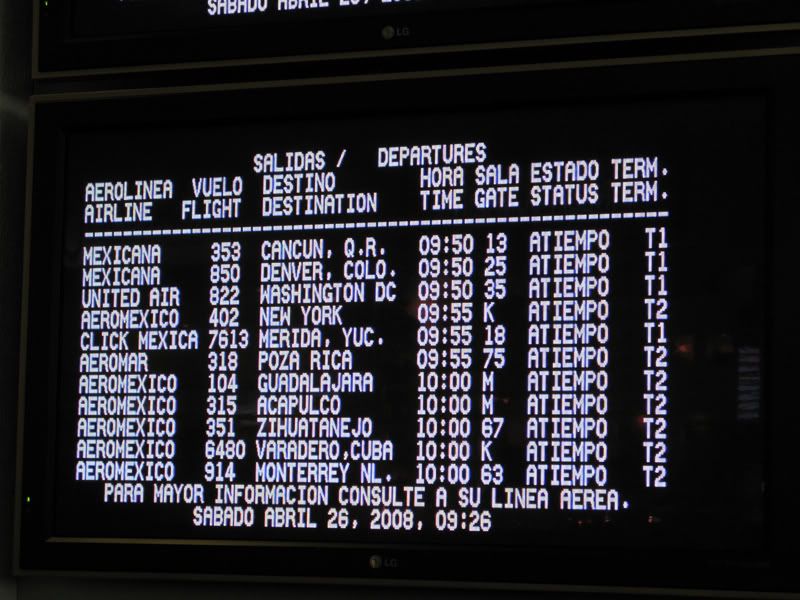 SABADO ABRIL 26, 2008
LG
SALIDAS / DEPARTURES
AEROLINEA VUELO DESTINO HORA SALA ESTADO TERM.
AIRLINE FLIGHT DESTINATION TIME GATE STATUS TERM.
MEXICANA 353 CANCUN, Q.R. 09:50 13 ATIEMPO T1
MEXICANA 850 DENVER, COLO. 09:50 25 ATIEMPO T1
UNITED AIR 822 WASHINGTON DC 09:50 35 ATIEMPO T1
AEROMEXICO 402 NEW YORK 09:55 K ATIEMPO T2
CLICK MEXICA 7613 MERIDA, YUC. 09:55 18 ATIEMPO T1
AEROMAR 318 POZA RICA 09:55 75 ATIEMPO T2
AEROMEXICO 104 GUADALAJARA 10:00 M ATIEMPO T2
AEROMEXICO 315 ACAPULCO 10:00 M ATIEMPO T2
AEROMEXICO 351 ZIHUATANEJO 10:00 67 ATIEMPO T2
AEROMEXICO 6480 VARADERO,CUBA 10:00 K ATIEMPO T2
AEROMEXICO 914 MONTERREY NL. 10:00 63 ATIEMPO T2
PARA MAYOR INFORMACION CONSULTE A SU LINEA AEREA.
SABADO ABRIL 26, 2008, 09:26
LG